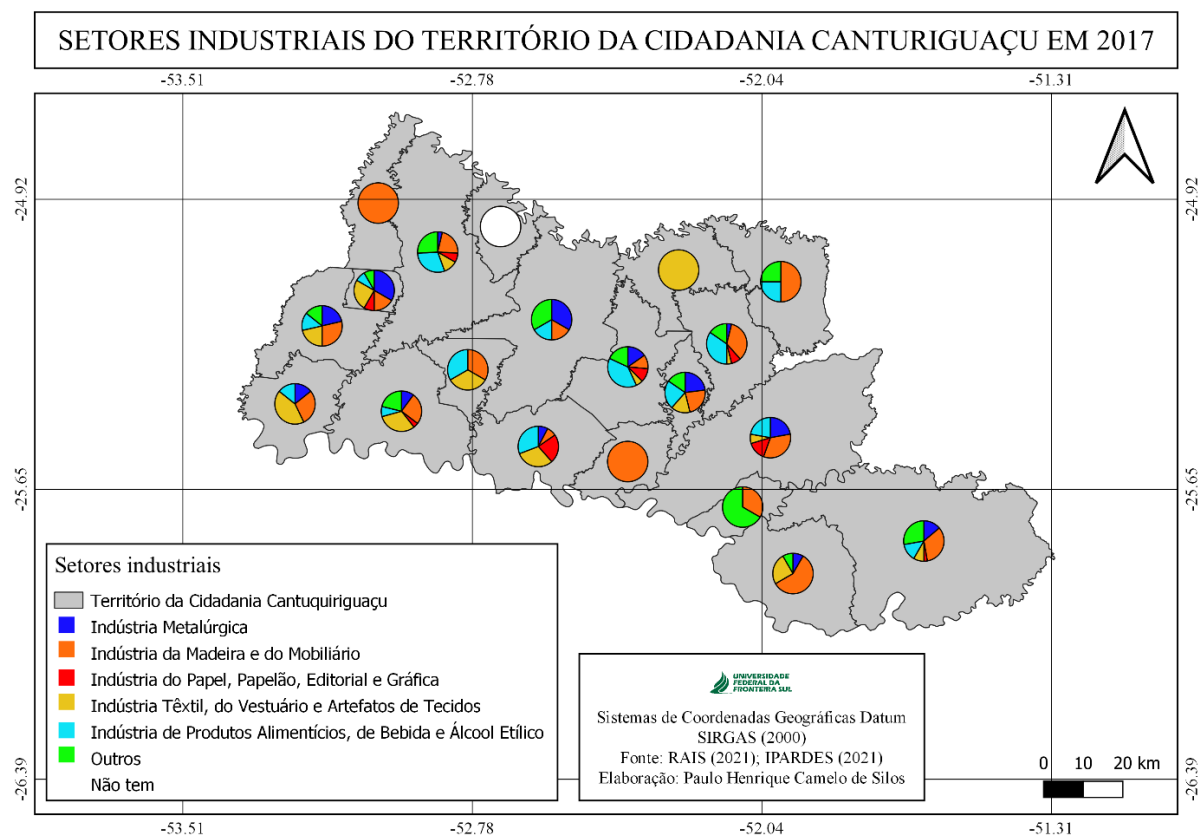 SETORES INDUSTRIAIS DO TERRITÓRIO DA CIDADANIA CANTURIGUAÇU EM 2017
-53.51 -52.78 -52.04 -51.31
-24.92 -24.92
-25.65 -25.65
Setores industriais
Território da Cidadania Cantuquiriguaçu
Indústria Metalúrgica
Indústria da Madeira e do Mobiliário
Indústria do Papel, Papelão, Editorial e Gráfica
Indústria Têxtil, do Vestuário e Artefatos de Tecidos
Indústria de Produtos Alimentícios, de Bebida e Álcool Etílico
Outros
Não tem
UNIVERSIDADE
FEDERAL DA
FRONTEIRA SUL
Sistemas de Coordenadas Geográficas Datum
SIRGAS (2000)
Fonte: RAIS (2021); IPARDES (2021)
Elaboração: Paulo Henrique Camelo de Silos
0 10 20 km
-26.39 -26.39
-53.51 -52.78 -52.04 -51.31